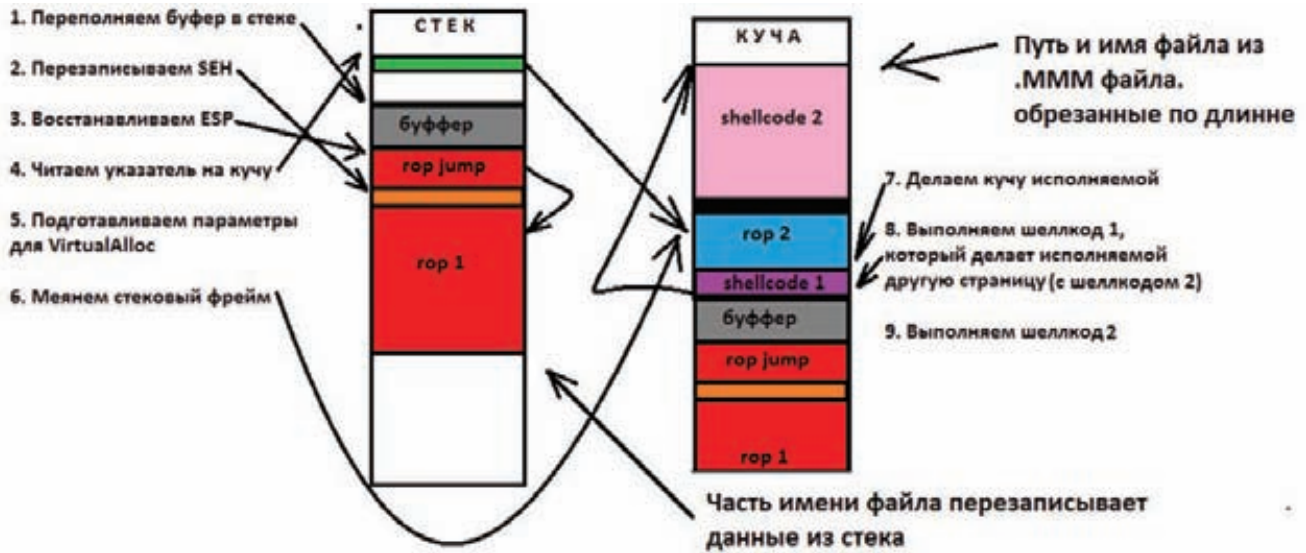 1. Переполняем буфер в стеке
2. Перезаписываем SEH
3. Восстанавливаем ESP
4. Читаем указатель на кучу
5. Подготавливаем параметры
для VirtualAlloc
6. Меянем стековый фрейм
СТЕК
буффер
rop jump
rop 1
КУЧА
shellcode 2
rop 2
shellcode 1
буффер
rop jump
rop 1
Путь и имя файла из
.МММ файла.
обрезанные по длинне
7. Делаем кучу исполняемой
8. Выполняем шеллкод 1,
который делает исполняемой
другую страницу (с шеллкодом 2)
9. Выполняем шеллкод 2
Часть имени файла перезаписывает
данные из стека